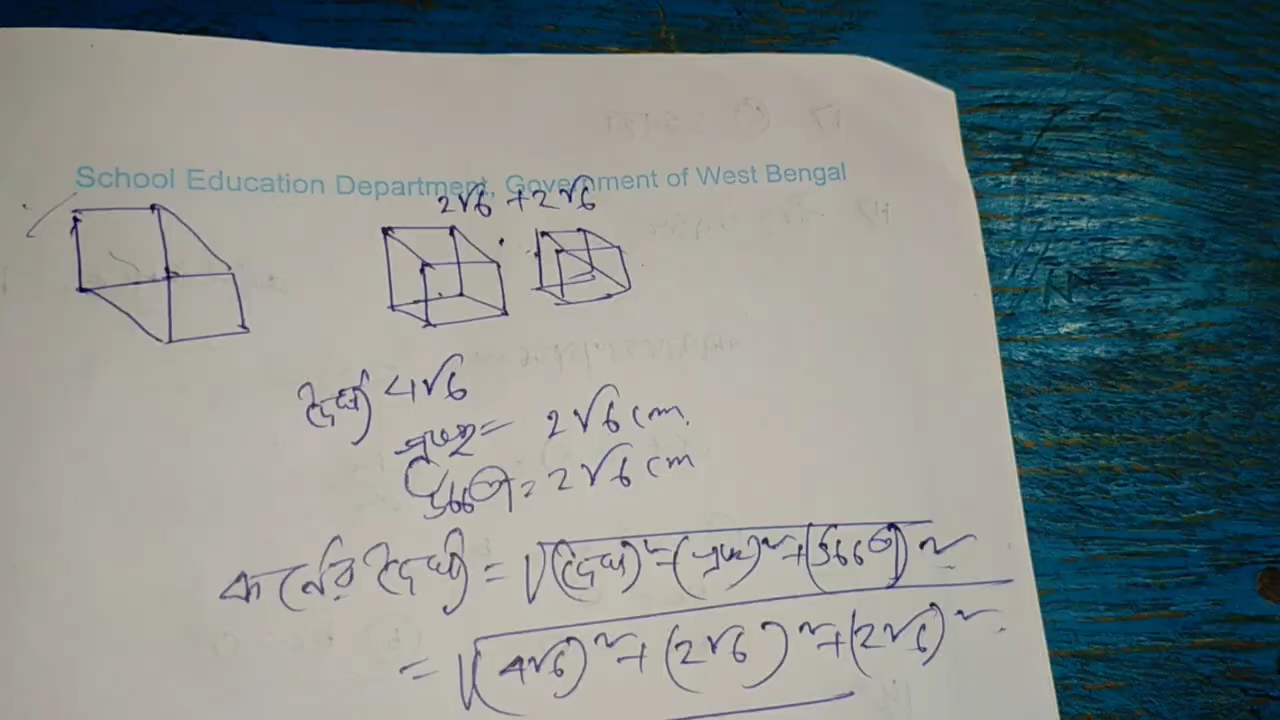 School Education Department, Government of West Bengal
2√6 + 2√6
দৈর্ঘ্য 4√6
প্রস্থ = 2√6 cm.
উচ্চতা = 2√6 cm
কর্নের দৈর্ঘ্য = √(দৈর্ঘ্য)²-(প্রস্থ)²+(উচ্চতা)²
= √(4√6)²+(2√6)²+(2√6)²